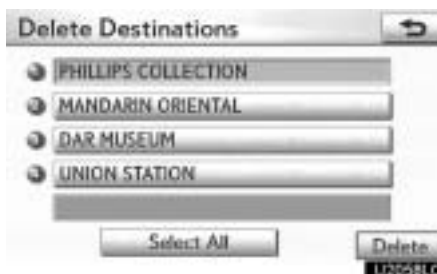 Delete Destinations
PHILLIPS COLLECTION
MANDARIN ORIENTAL
DAR MUSEUM
UNION STATION
Select All
Delete